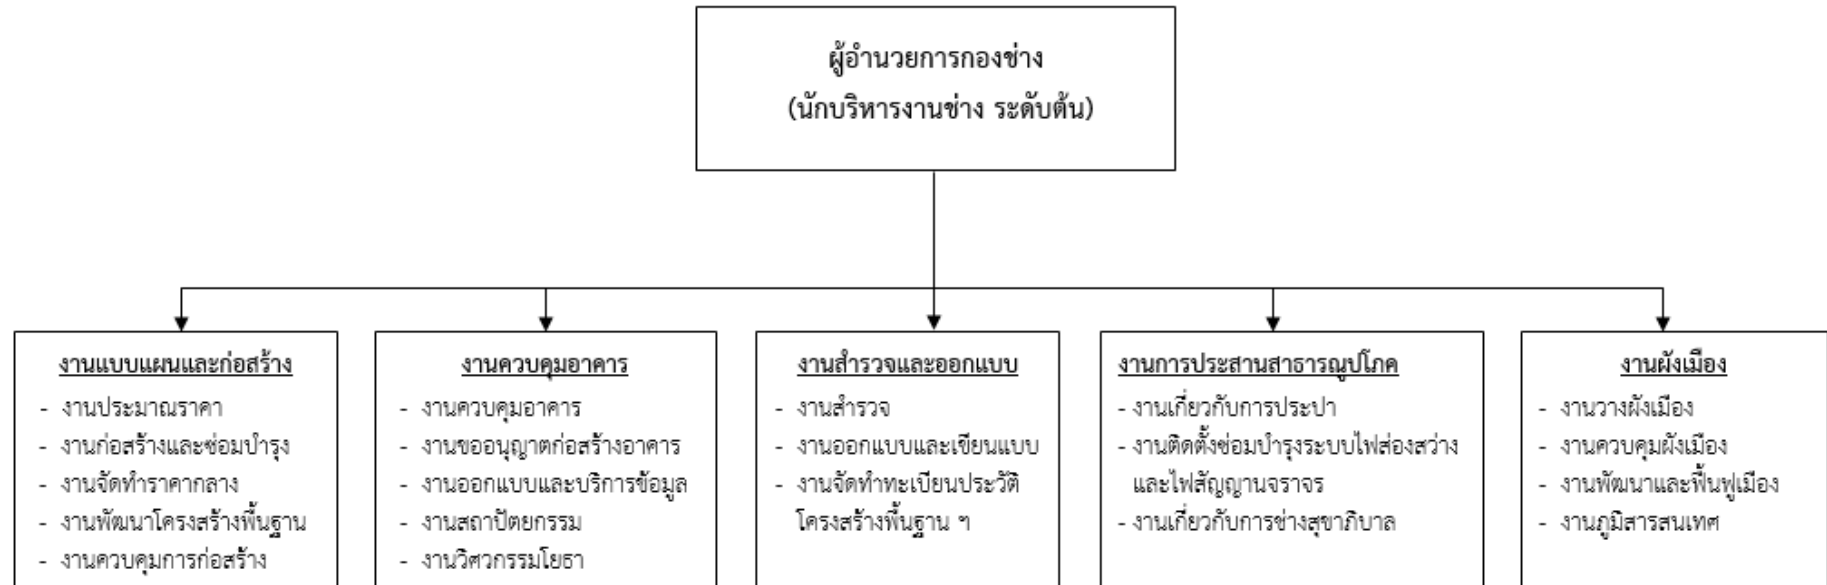 ผู้อำนวยการกองช่าง
(นักบริหารงานช่าง ระดับต้น)
งานแบบแผนและก่อสร้าง
- งานประมาณราคา
- งานก่อสร้างและซ่อมบำรุง
- งานจัดทำราคากลาง
- งานพัฒนาโครงสร้างพื้นฐาน
- งานควบคุมการก่อสร้าง
งานควบคุมอาคาร
- งานควบคุมอาคาร
- งานขออนุญาตก่อสร้างอาคาร
- งานออกแบบและบริการข้อมูล
- งานสถาปัตยกรรม
- งานวิศวกรรมโยธา
งานสำรวจและออกแบบ
- งานสำรวจ
- งานออกแบบและเขียนแบบ
- งานจัดทำทะเบียนประวัติ
โครงสร้างพื้นฐาน ฯ
งานการประสานสาธารณูปโภค
- งานเกี่ยวกับการประปา
- งานติดตั้งซ่อมบำรุงระบบไฟส่องสว่าง
และไฟสัญญานจราจร
- งานเกี่ยวกับการช่างสุขาภิบาล
งานผังเมือง
- งานวางผังเมือง
- งานควบคุมผังเมือง
- งานพัฒนาและฟื้นฟูเมือง
- งานภูมิสารสนเทศ